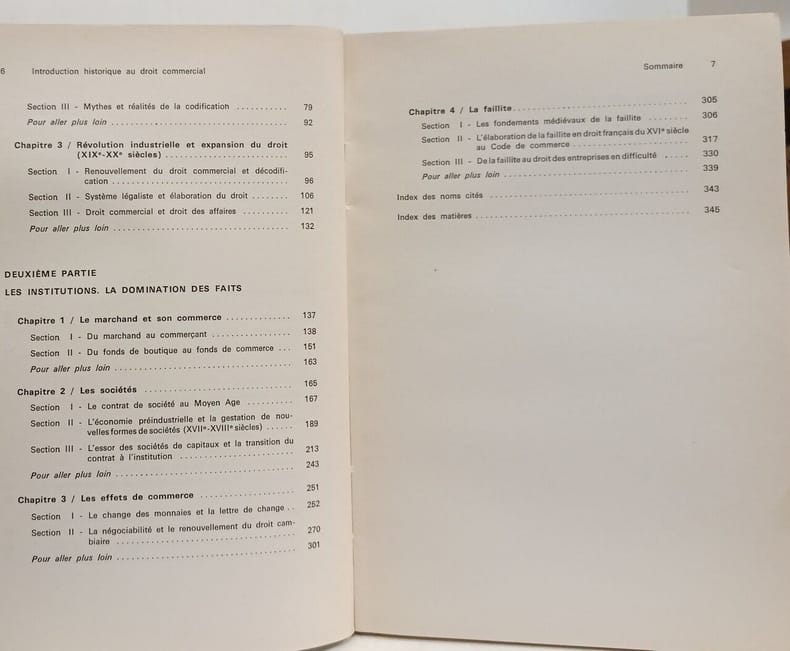 6 Introduction historique au droit commercial
Section III - Mythes et réalités de la codification .......... 79
Pour aller plus loin .......... 92
Chapitre 3 / Révolution industrielle et expansion du droit
(XIXe-XXe siècles) .......... 95
Section I - Renouvellement du droit commercial et décodifi-
cation .......... 96
Section II - Système légaliste et élaboration du droit ........ 106
Section III - Droit commercial et droit des affaires .......... 121
Pour aller plus loin .......... 132
DEUXIÈME PARTIE
LES INSTITUTIONS. LA DOMINATION DES FAITS
Chapitre 1 / Le marchand et son commerce .......... 137
Section I - Du marchand au commerçant .......... 138
Section II - Du fonds de boutique au fonds de commerce ... 151
Pour aller plus loin .......... 163
Chapitre 2 / Les sociétés .......... 165
Section I - Le contrat de société au Moyen Age .......... 167
Section II - L'économie préindustrielle et la gestation de nou-
velles formes de sociétés (XVIIe-XVIIIe siècles) ...... 189
Section III - L'essor des sociétés de capitaux et la transition du
contrat à l'institution .......... 213
Pour aller plus loin .......... 243
Chapitre 3 / Les effets de commerce .......... 251
Section I - Le change des monnaies et la lettre de change .. 252
Section II - La négociabilité et le renouvellement du droit cam-
biaire .......... 270
Pour aller plus loin .......... 301
Sommaire 7
Chapitre 4 / La faillite .......... 305
Section I - Les fondements médiévaux de la faillite ........ 306
Section II - L'élaboration de la faillite en droit français du XVIe siècle
au Code de commerce .......... 317
Section III - De la faillite au droit des entreprises en difficulté ..... 330
Pour aller plus loin .......... 339
Index des noms cités .......... 343
Index des matières .......... 345